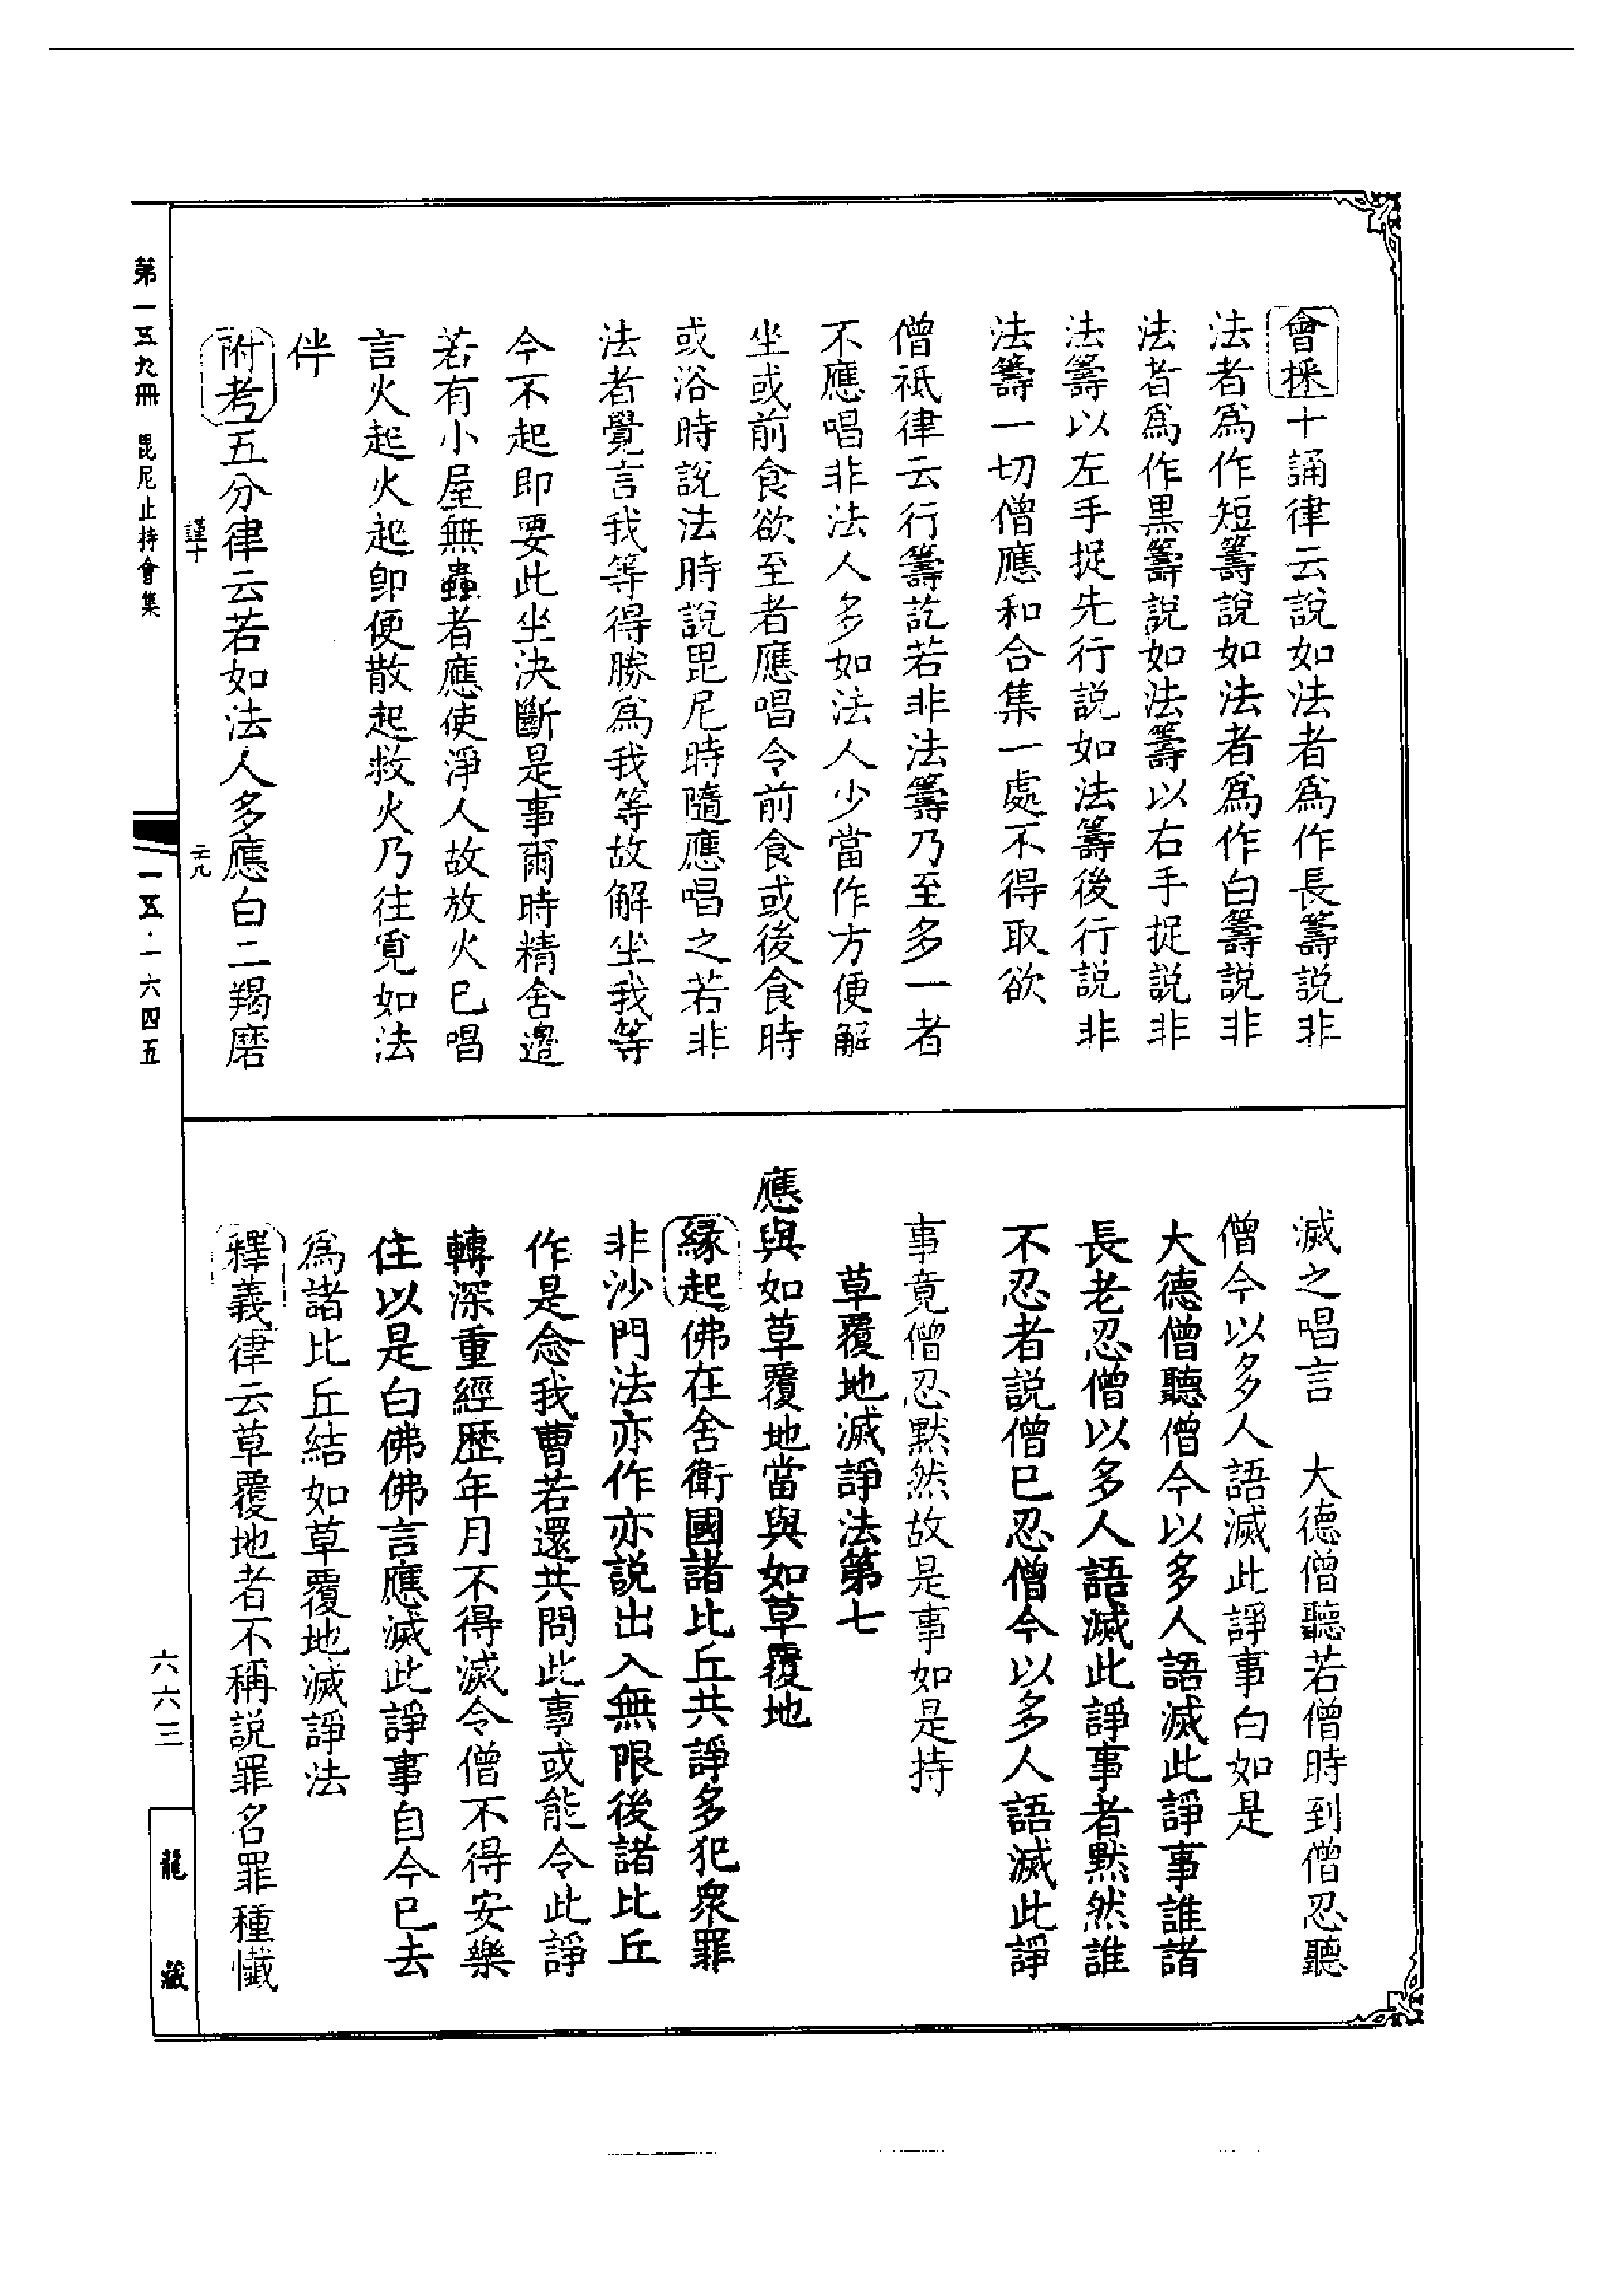 會採十誦律云說如法者爲作長籌說非
法者爲作短籌說如法者爲作白籌說非
法者爲作黑籌說如法籌以右手捉説非
法籌以左手捉先行説如法籌後行説非
法籌一切僧應和合集一處不得取欲
僧祇律云行籌訖若非法籌乃至多一者
不應唱非法人多如法人少當作方便解
坐或前食欲至者應唱令前食或後食時
或浴時說法時說毘尼時隨應唱之若非
法者覺言我等得勝爲我等故解坐我等
今不起即要此坐決斷是事爾時精舍邊
若有小屋無蟲者應使淨人故放火已唱
言火起火起即便散起救火乃往覓如法
伴
附考五分律云若如法人多應白二羯磨
滅之唱言　大德僧聽若僧時到僧忍聽
僧今以多人語滅此諍事白如是
大德僧聽僧今以多人語滅此諍事誰諸
長老忍僧以多人語滅此諍事者默然誰
不忍者説僧已忍僧今以多人語滅此諍
事竟僧忍默然故是事如是持
草覆地滅諍法第七
應與如草覆地當與如草覆地
緣起佛在舍衛國諸比丘共諍多犯衆罪
非沙門法亦作亦説出入無限後諸比丘
作是念我曹若還共問此事或能令此諍
轉深重經歷年月不得滅令僧不得安樂
住以是白佛佛言應滅此諍事自今已去
爲諸比丘結如草覆地滅諍法
釋義律云草覆地者不稱説罪名罪種懺
第一五九冊　毘尼止持會集
謹十
一五·一六四五
六六三
龍藏